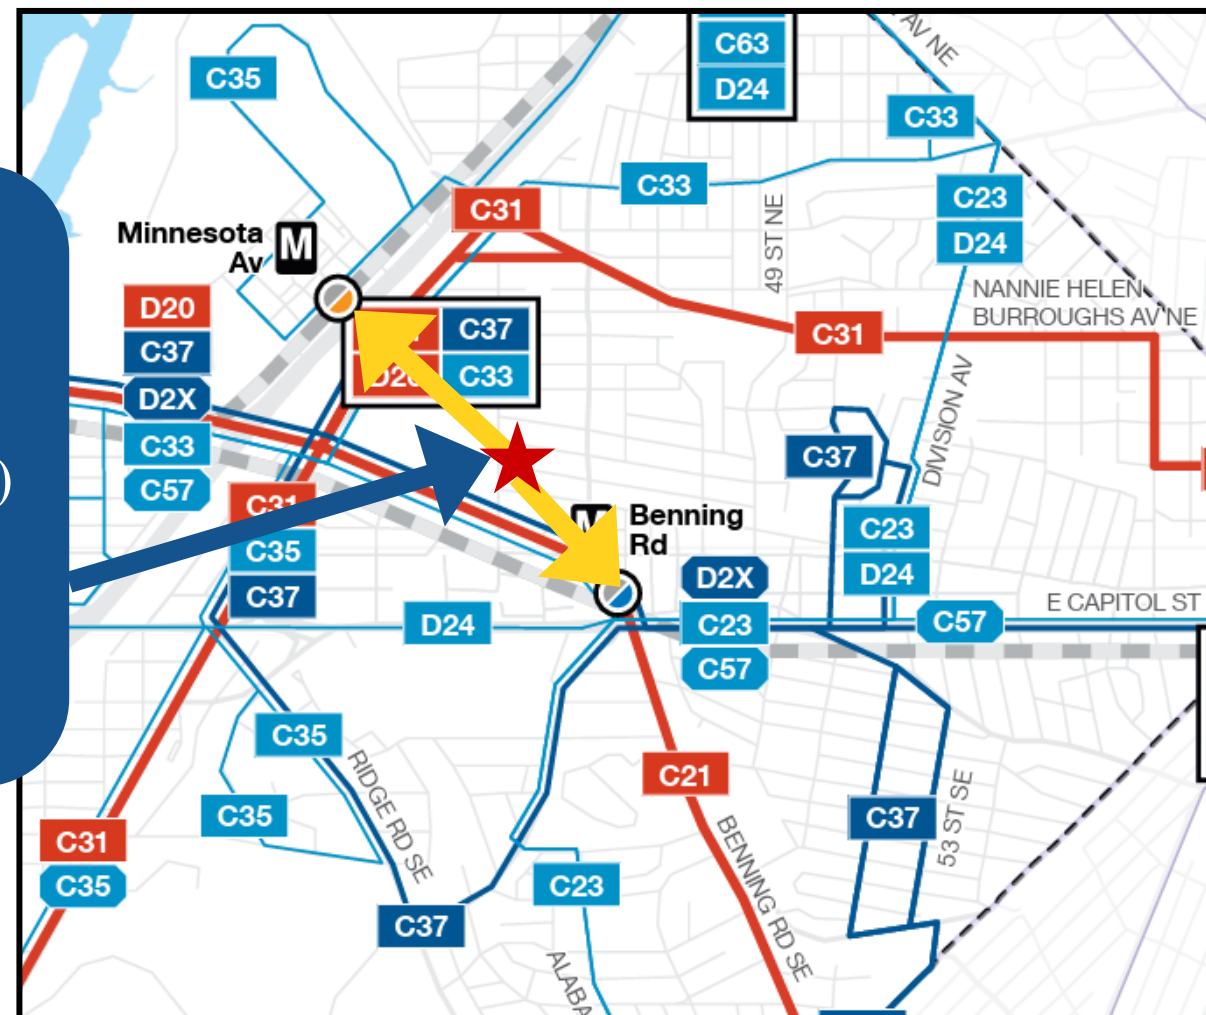 C63
D24
AV NE
C35
C33
C33
C31
C23
D24
49 ST NE
Minnesota
Av
M
NANNIE HELEN
BURROUGHS AV NE
D20
C37
D2X
C33
C57
C37
C33
C31
DIVISION AV
C37
)
C31
C35
C37
Benning
Rd
C23
D24
D2X
C23
C57
E CAPITOL ST
C57
D24
C35
RIDGE RD SE
C35
C21
BENNING RD SE
C37
53 ST SE
C31
C35
C23
C37